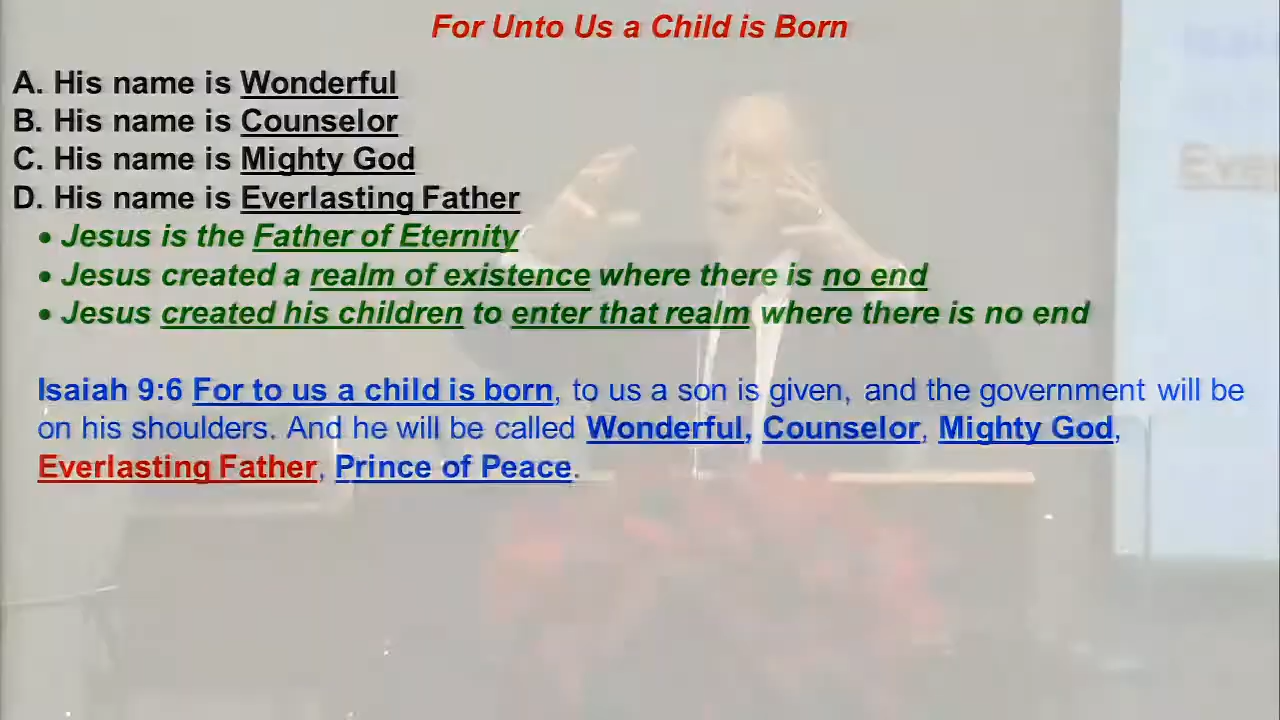 For Unto Us a Child is Born
A. His name is Wonderful
B. His name is Counselor
C. His name is Mighty God
D. His name is Everlasting Father
• Jesus is the Father of Eternity
• Jesus created a realm of existence where there is no end
• Jesus created his children to enter that realm where there is no end
Isaiah 9:6 For to us a child is born, to us a son is given, and the government will be
on his shoulders. And he will be called Wonderful, Counselor, Mighty God,
Everlasting Father, Prince of Peace.